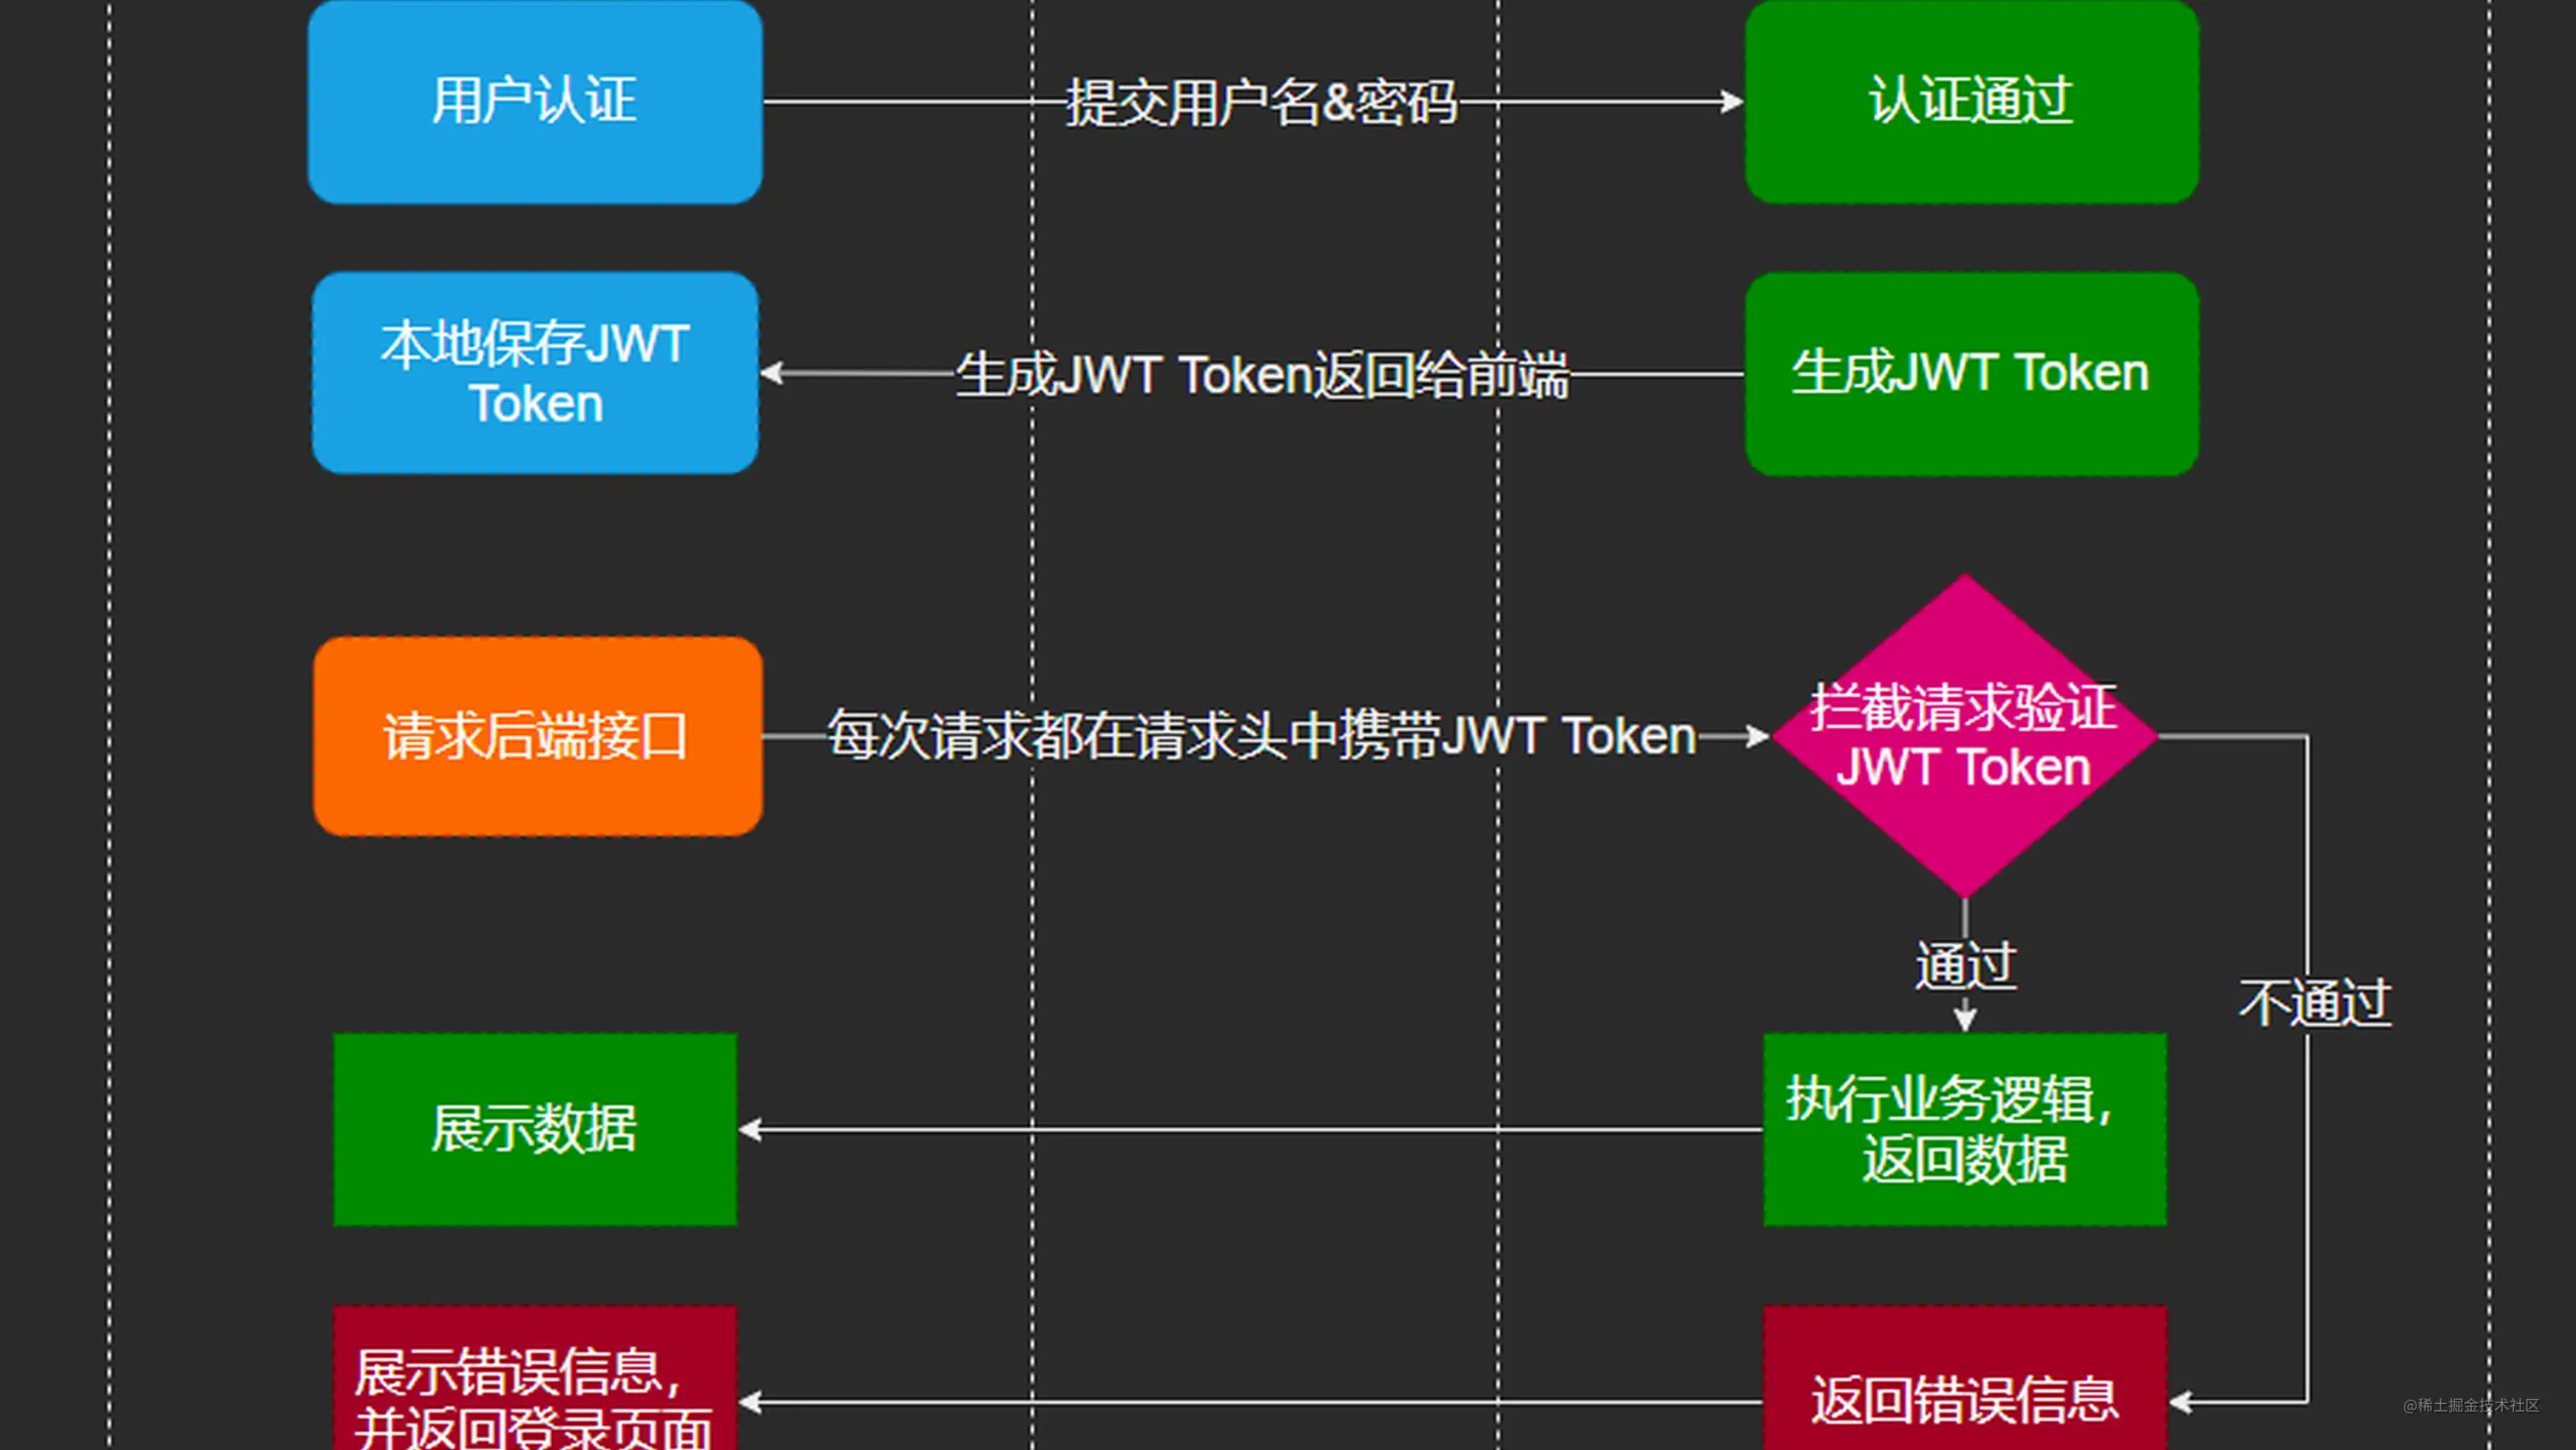 用户认证
提交用户名&密码
认证通过
本地保存JWT
Token
生成JWT Token返回给前端
生成JWT Token
请求后端接口
每次请求都在请求头中携带JWT Token
拦截请求验证
JWT Token
通过
不通过
展示数据
执行业务逻辑，
返回数据
展示错误信息，
并返回登录页面
返回错误信息
@稀土掘金技术社区